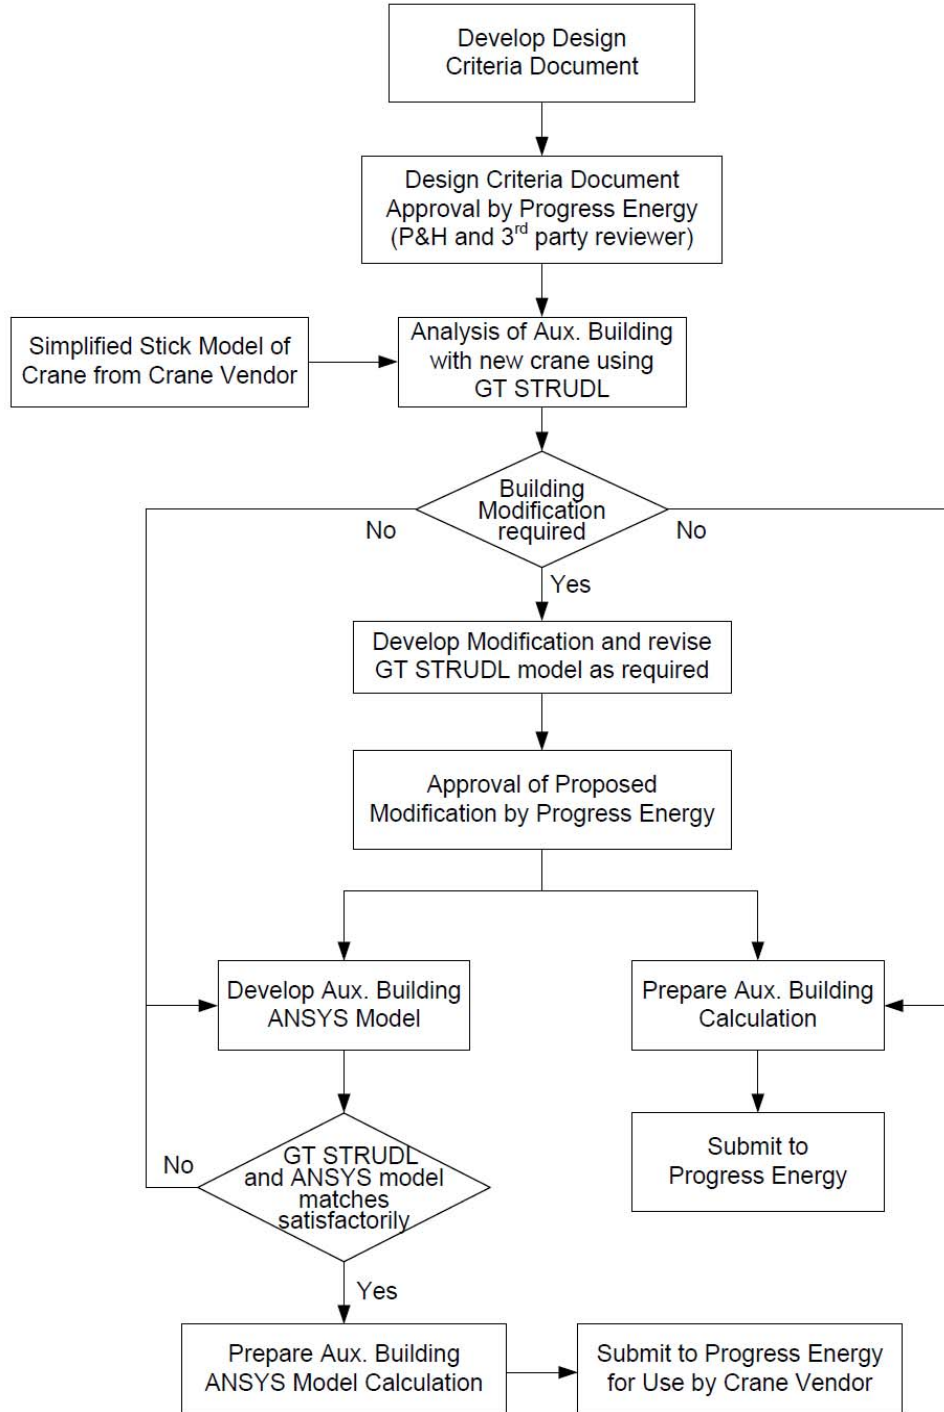 Develop Design
Criteria Document
Design Criteria Document
Approval by Progress Energy
(P&H and 3rd party reviewer)
Simplified Stick Model of
Crane from Crane Vendor
Analysis of Aux. Building
with new crane using
GT STRUDL
Building
Modification
required
No
No
Yes
Develop Modification and revise
GT STRUDL model as required
Approval of Proposed
Modification by Progress Energy
Develop Aux. Building
ANSYS Model
Prepare Aux. Building
Calculation
GT STRUDL
and ANSYS model
matches
satisfactorily
No
Submit to
Progress Energy
Yes
Prepare Aux. Building
ANSYS Model Calculation
Submit to Progress Energy
for Use by Crane Vendor